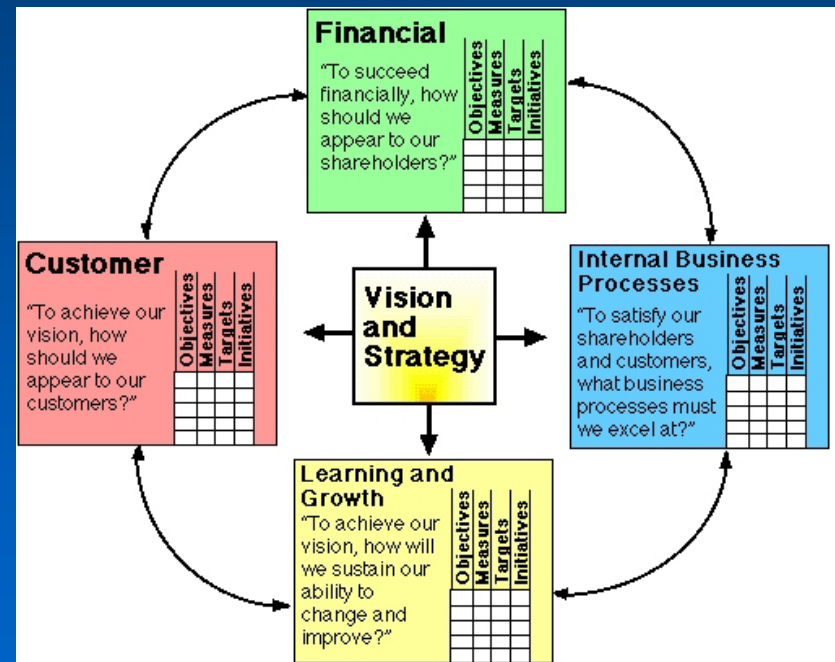 Financial
“To succeed
financially, how
should we
appear to our
shareholders?”
Objectives
Measures
Targets
Initiatives
Customer
“To achieve our
vision, how
should we
appear to our
customers?”
Objectives
Measures
Targets
Initiatives
Vision
and
Strategy
Internal Business
Processes
“To satisfy our
shareholders
and customers,
what business
processes must
we excel at?”
Objectives
Measures
Targets
Initiatives
Learning and
Growth
“To achieve our
vision, how will
we sustain our
ability to
change and
improve?”
Objectives
Measures
Targets
Initiatives